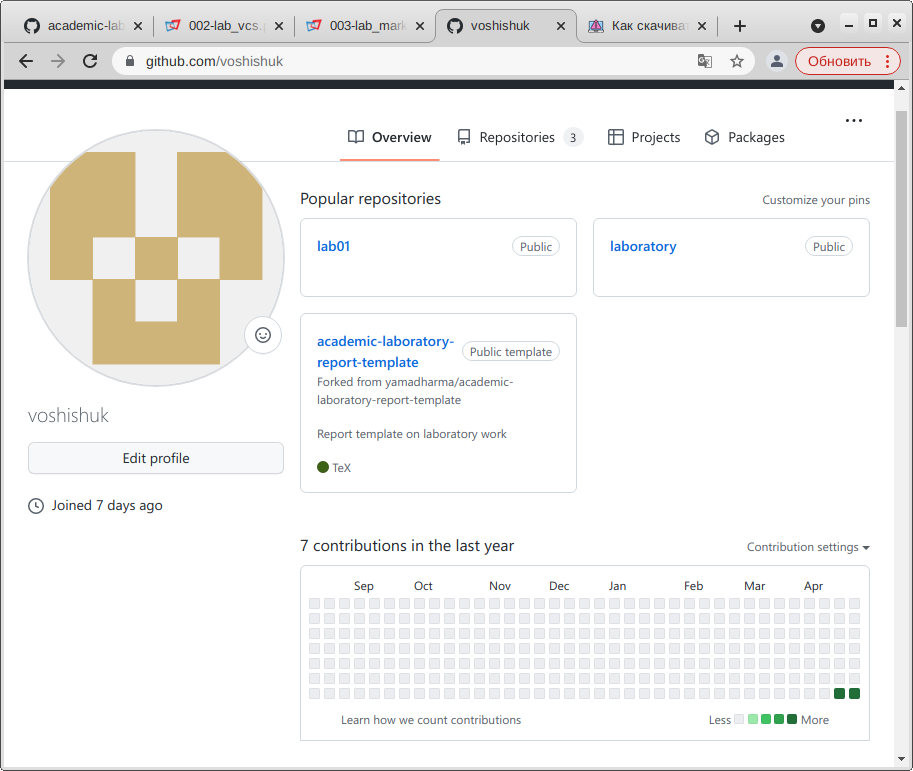 academic-lab
002-lab_vcs.p
003-lab_mark
voshishuk
Как скачиват
github.com/voshishuk
Обновить
Overview
Repositories 3
Projects
Packages
Popular repositories
Customize your pins
lab01
Public
laboratory
Public
academic-laboratory-
report-template
Public template
Forked from yamadharma/academic-
laboratory-report-template
Report template on laboratory work
TeX
voshishuk
Edit profile
Joined 7 days ago
7 contributions in the last year
Contribution settings
Sep Oct Nov Dec Jan Feb Mar Apr
Learn how we count contributions
Less More